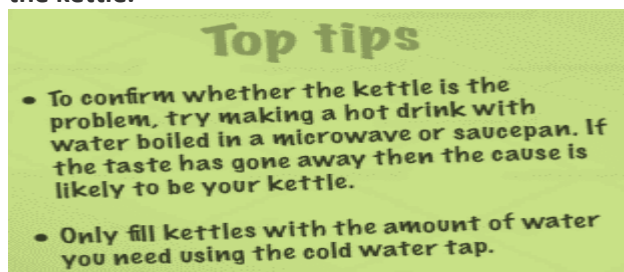 the kettle.
Top tips
• To confirm whether the kettle is the
problem, try making a hot drink with
water boiled in a microwave or saucepan. If
the taste has gone away then the cause is
likely to be your kettle.
• Only fill kettles with the amount of water
you need using the cold water tap.